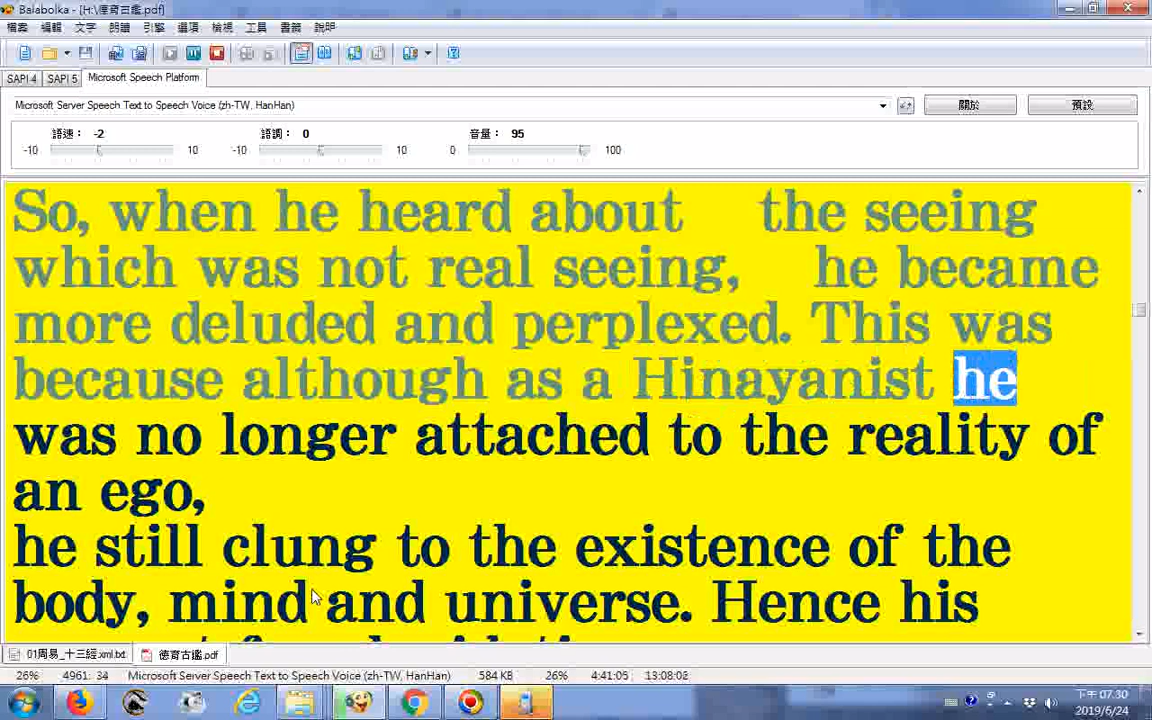 Balabolka - [H:\德育古鑑.pdf]
檔案 編輯 文字 朗讀 引擎 選項 檢視 工具 書籤 說明
SAPI 4 SAPI 5 Microsoft Speech Platform
Microsoft Server Speech Text to Speech Voice (zh-TW, HanHan) 關於 預設
語速： -2 語調： 0 音量： 95
-10 10 -10 10 0 100
So, when he heard about the seeing
which was not real seeing, he became
more deluded and perplexed. This was
because although as a Hinayanist he
was no longer attached to the reality of
an ego,
he still clung to the existence of the
body, mind and universe. Hence his
01周易_十三經.xml.txt 德育古鑑.pdf
26% 4961: 34 Microsoft Server Speech Text to Speech Voice (zh-TW, HanHan) 584 KB 26% 4:41:05 13:08:02
下午 07:30
2019/6/24